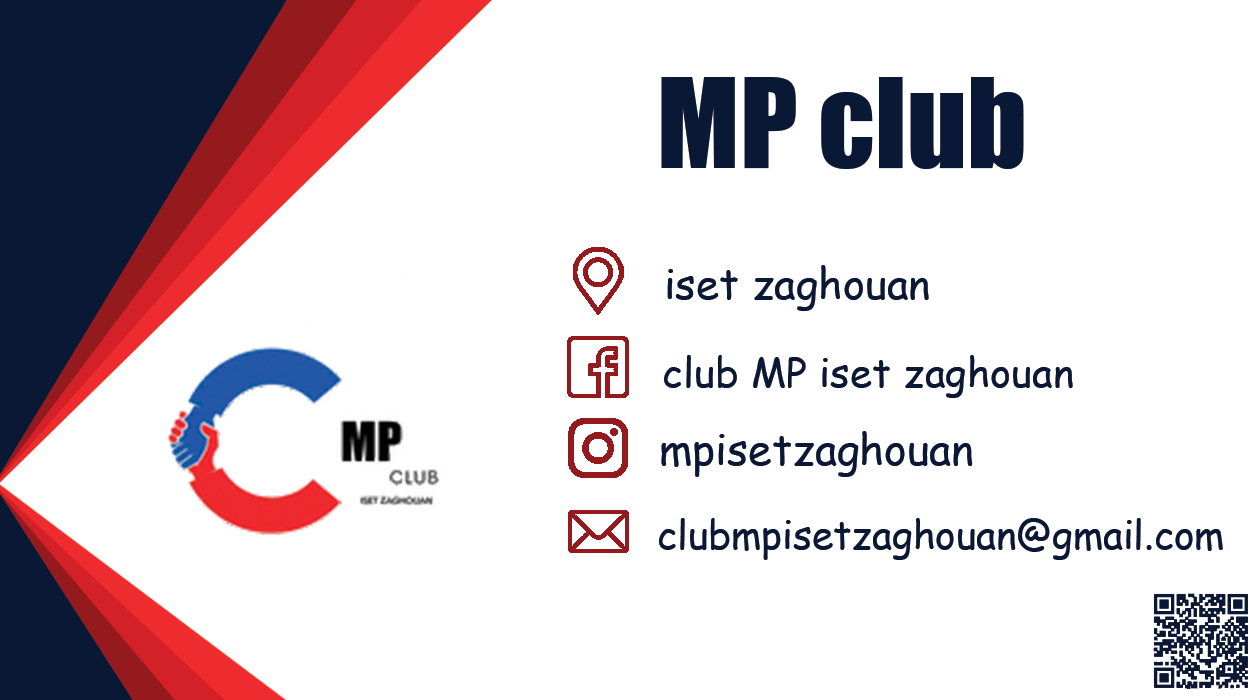 MP club
iset zaghouan
club MP iset zaghouan
mpisetzaghouan
clubmpisetzaghouan@gmail.com
MP
CLUB
ISET ZAGHOUAN